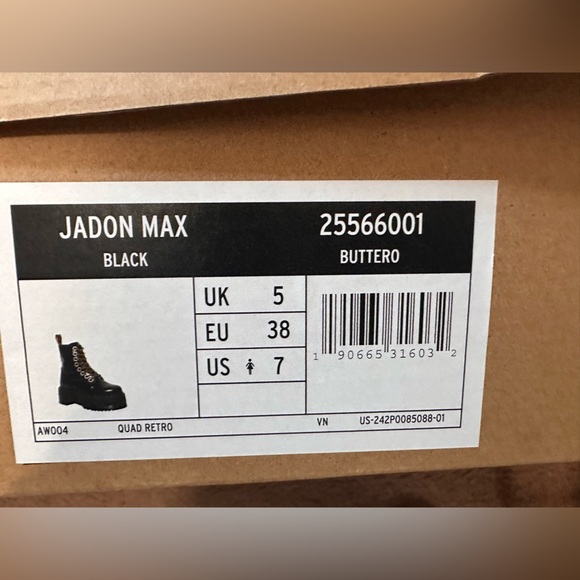 JADON MAX 25566001
BLACK BUTTERO
UK 5
EU 38
US 7
1 90665 31603 2
AW004 QUAD RETRO VN US-242P0085088-01